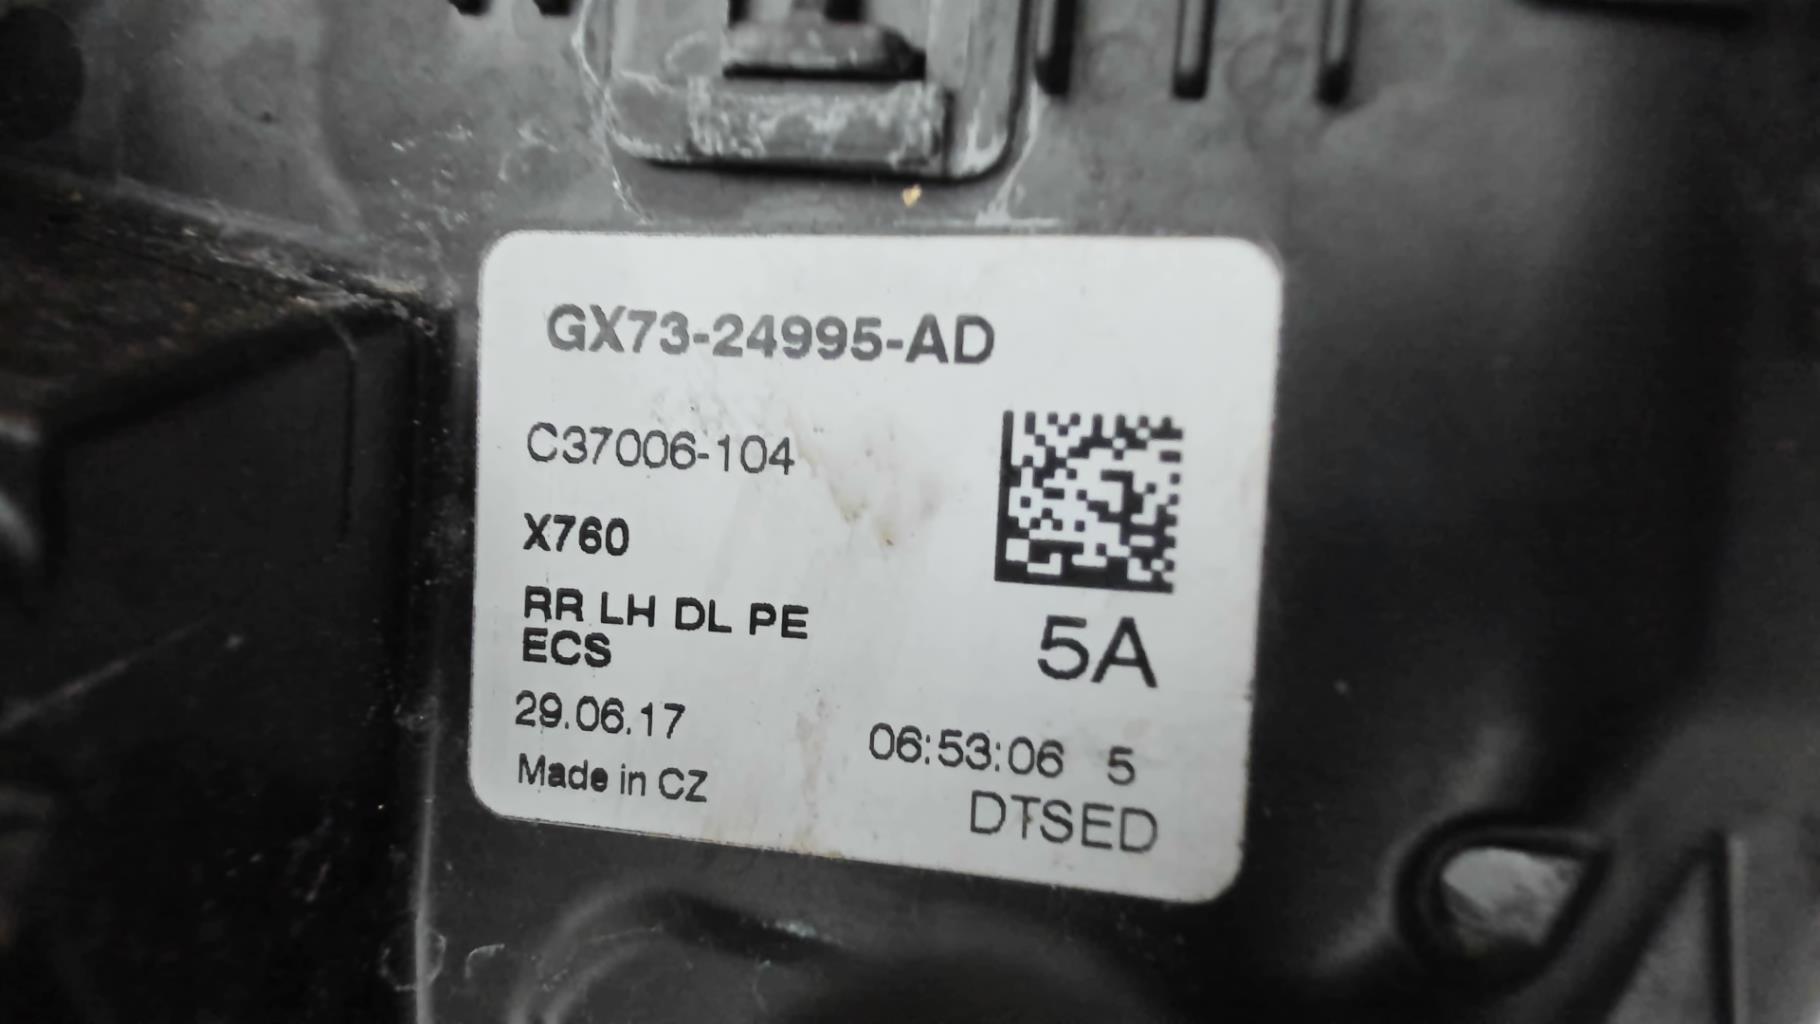 GX73-24995-AD
C37006-104
X760
RR LH DL PE
ECS
5A
29.06.17
06:53:06 5
Made in CZ
DTSED